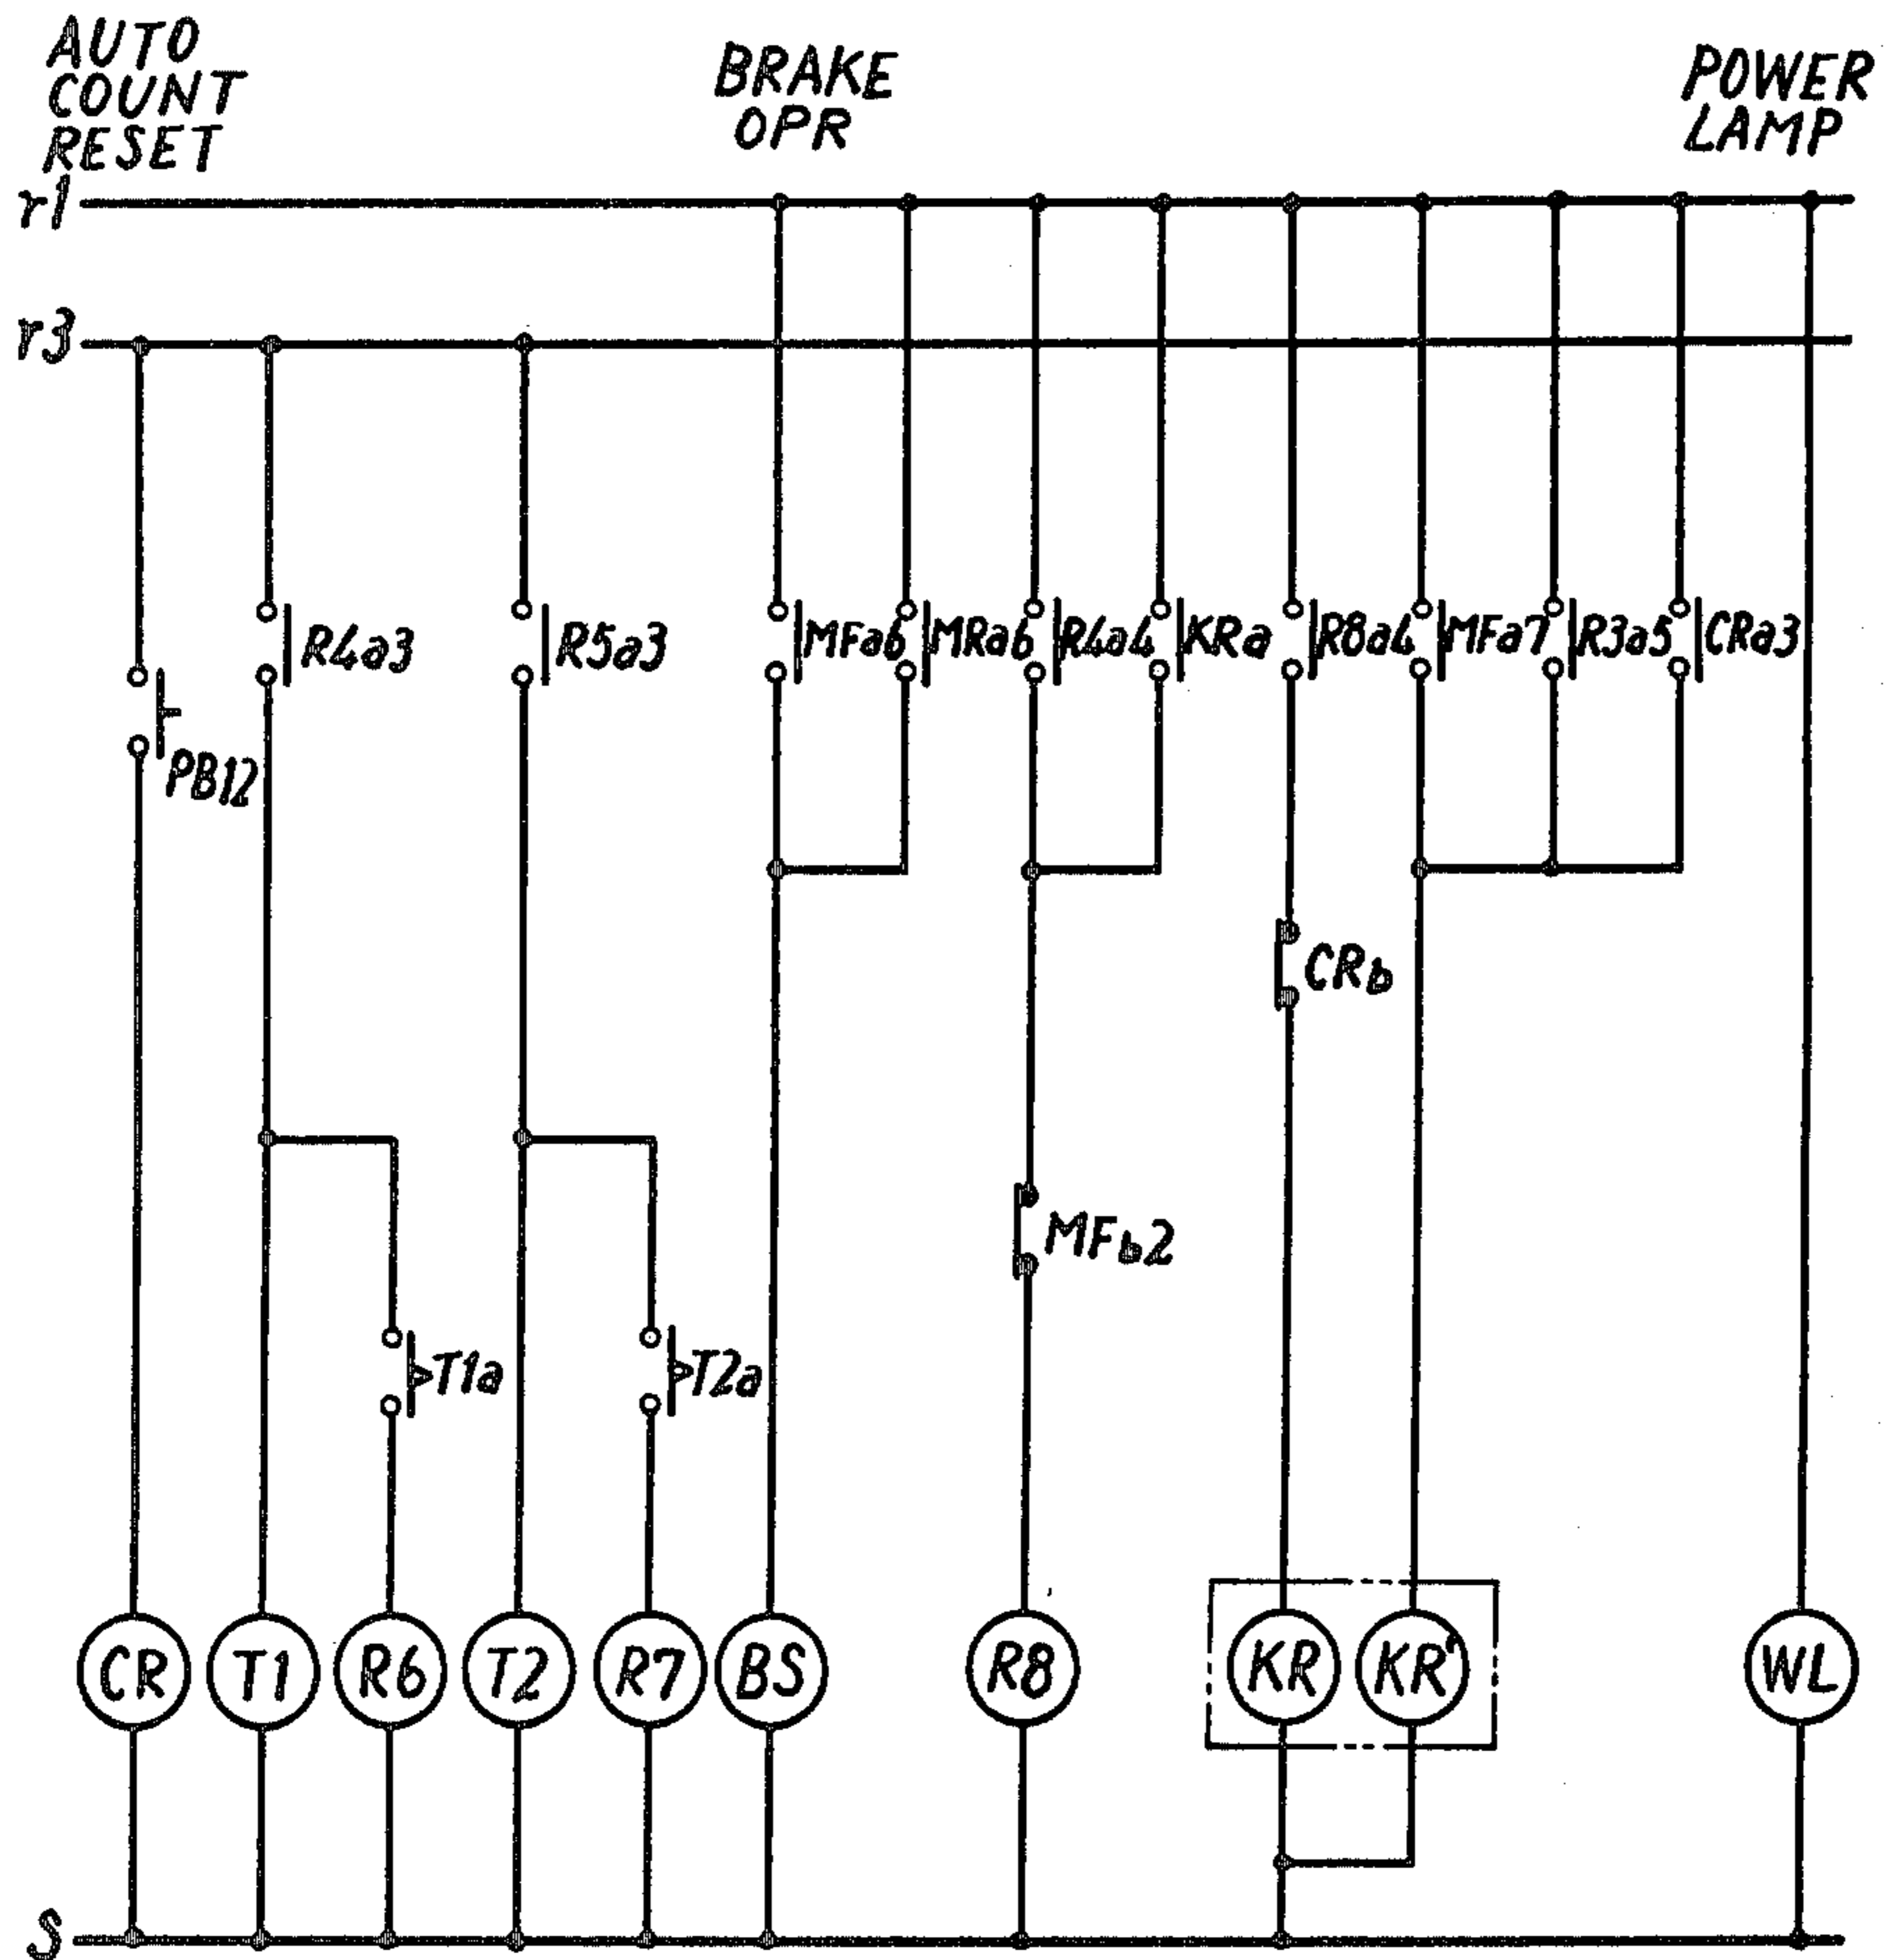 AUTO
COUNT
RESET
BRAKE
OPR
POWER
LAMP
r1
r3
R4a3
R5a3
MFa6
MRa6
R4a4
KRa
R8a4
MFa7
R3a5
CRa3
PB12
CRb
MFb2
T1a
T2a
CR
T1
R6
T2
R7
BS
R8
KR
KR'
WL
S